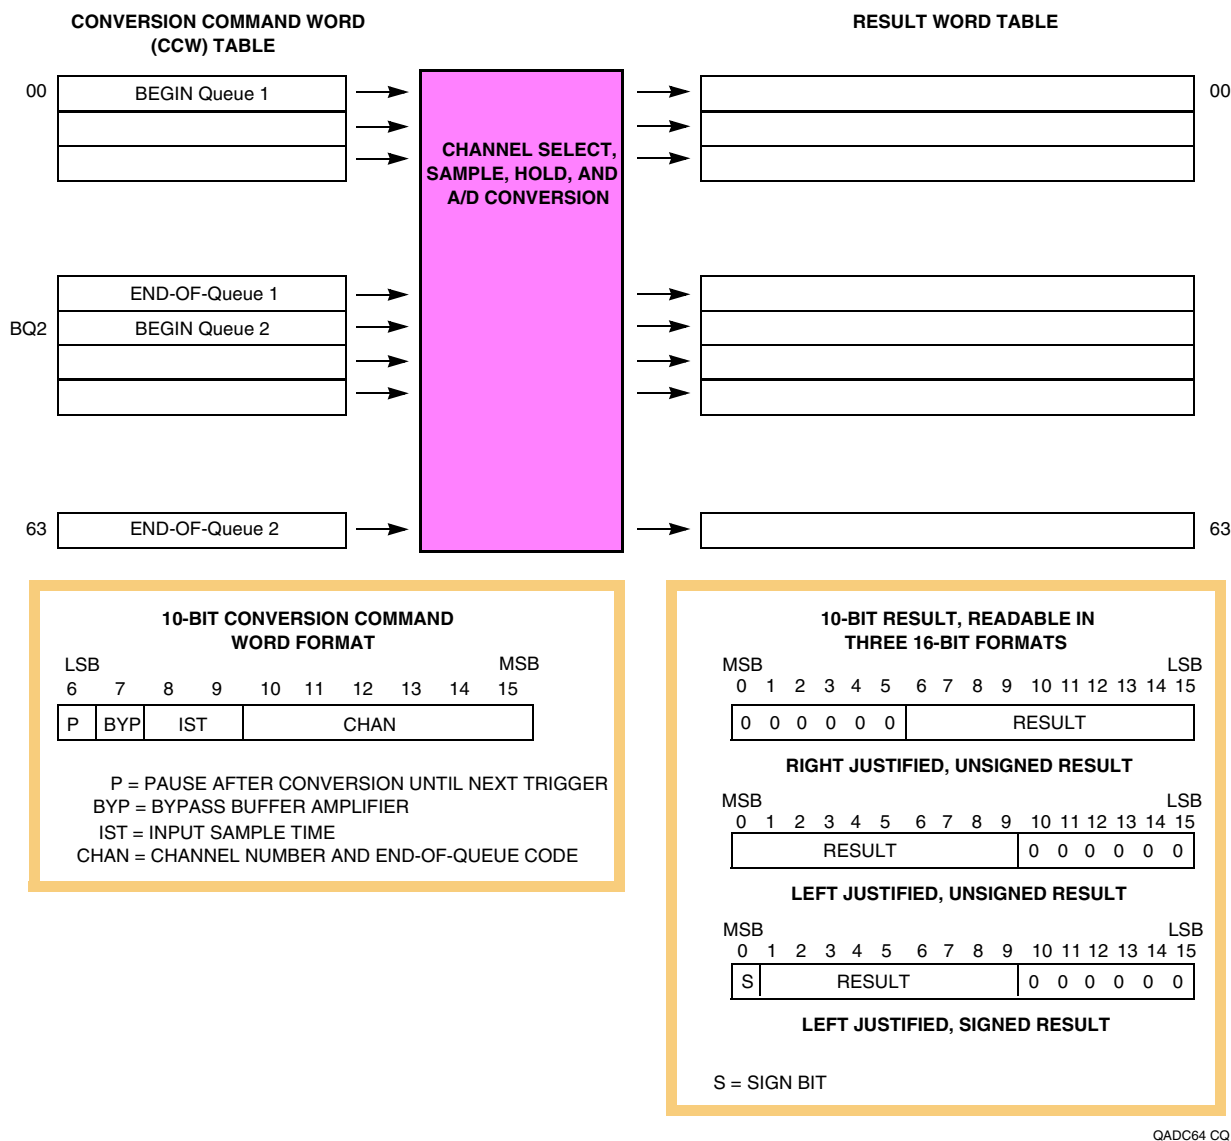 CONVERSION COMMAND WORD
(CCW) TABLE
RESULT WORD TABLE
00
BEGIN Queue 1
00
CHANNEL SELECT,
SAMPLE, HOLD, AND
A/D CONVERSION
END-OF-Queue 1
BQ2
BEGIN Queue 2
63
END-OF-Queue 2
63
10-BIT CONVERSION COMMAND
WORD FORMAT
LSB MSB
6 7 8 9 10 11 12 13 14 15
P BYP IST CHAN
P = PAUSE AFTER CONVERSION UNTIL NEXT TRIGGER
BYP = BYPASS BUFFER AMPLIFIER
IST = INPUT SAMPLE TIME
CHAN = CHANNEL NUMBER AND END-OF-QUEUE CODE
10-BIT RESULT, READABLE IN
THREE 16-BIT FORMATS
MSB LSB
0 1 2 3 4 5 6 7 8 9 10 11 12 13 14 15
0 0 0 0 0 0 RESULT
RIGHT JUSTIFIED, UNSIGNED RESULT
MSB LSB
0 1 2 3 4 5 6 7 8 9 10 11 12 13 14 15
RESULT 0 0 0 0 0 0
LEFT JUSTIFIED, UNSIGNED RESULT
MSB LSB
0 1 2 3 4 5 6 7 8 9 10 11 12 13 14 15
S RESULT 0 0 0 0 0 0
LEFT JUSTIFIED, SIGNED RESULT
S = SIGN BIT
QADC64 CQ